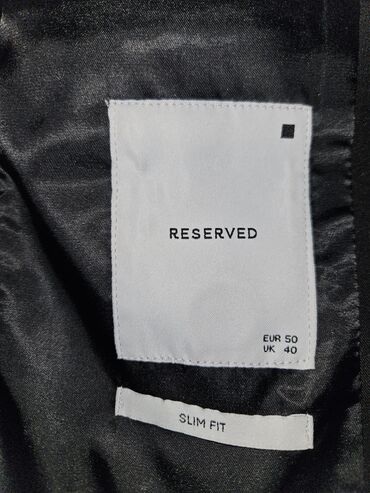 RESERVED
EUR 50
UK 40
SLIM FIT